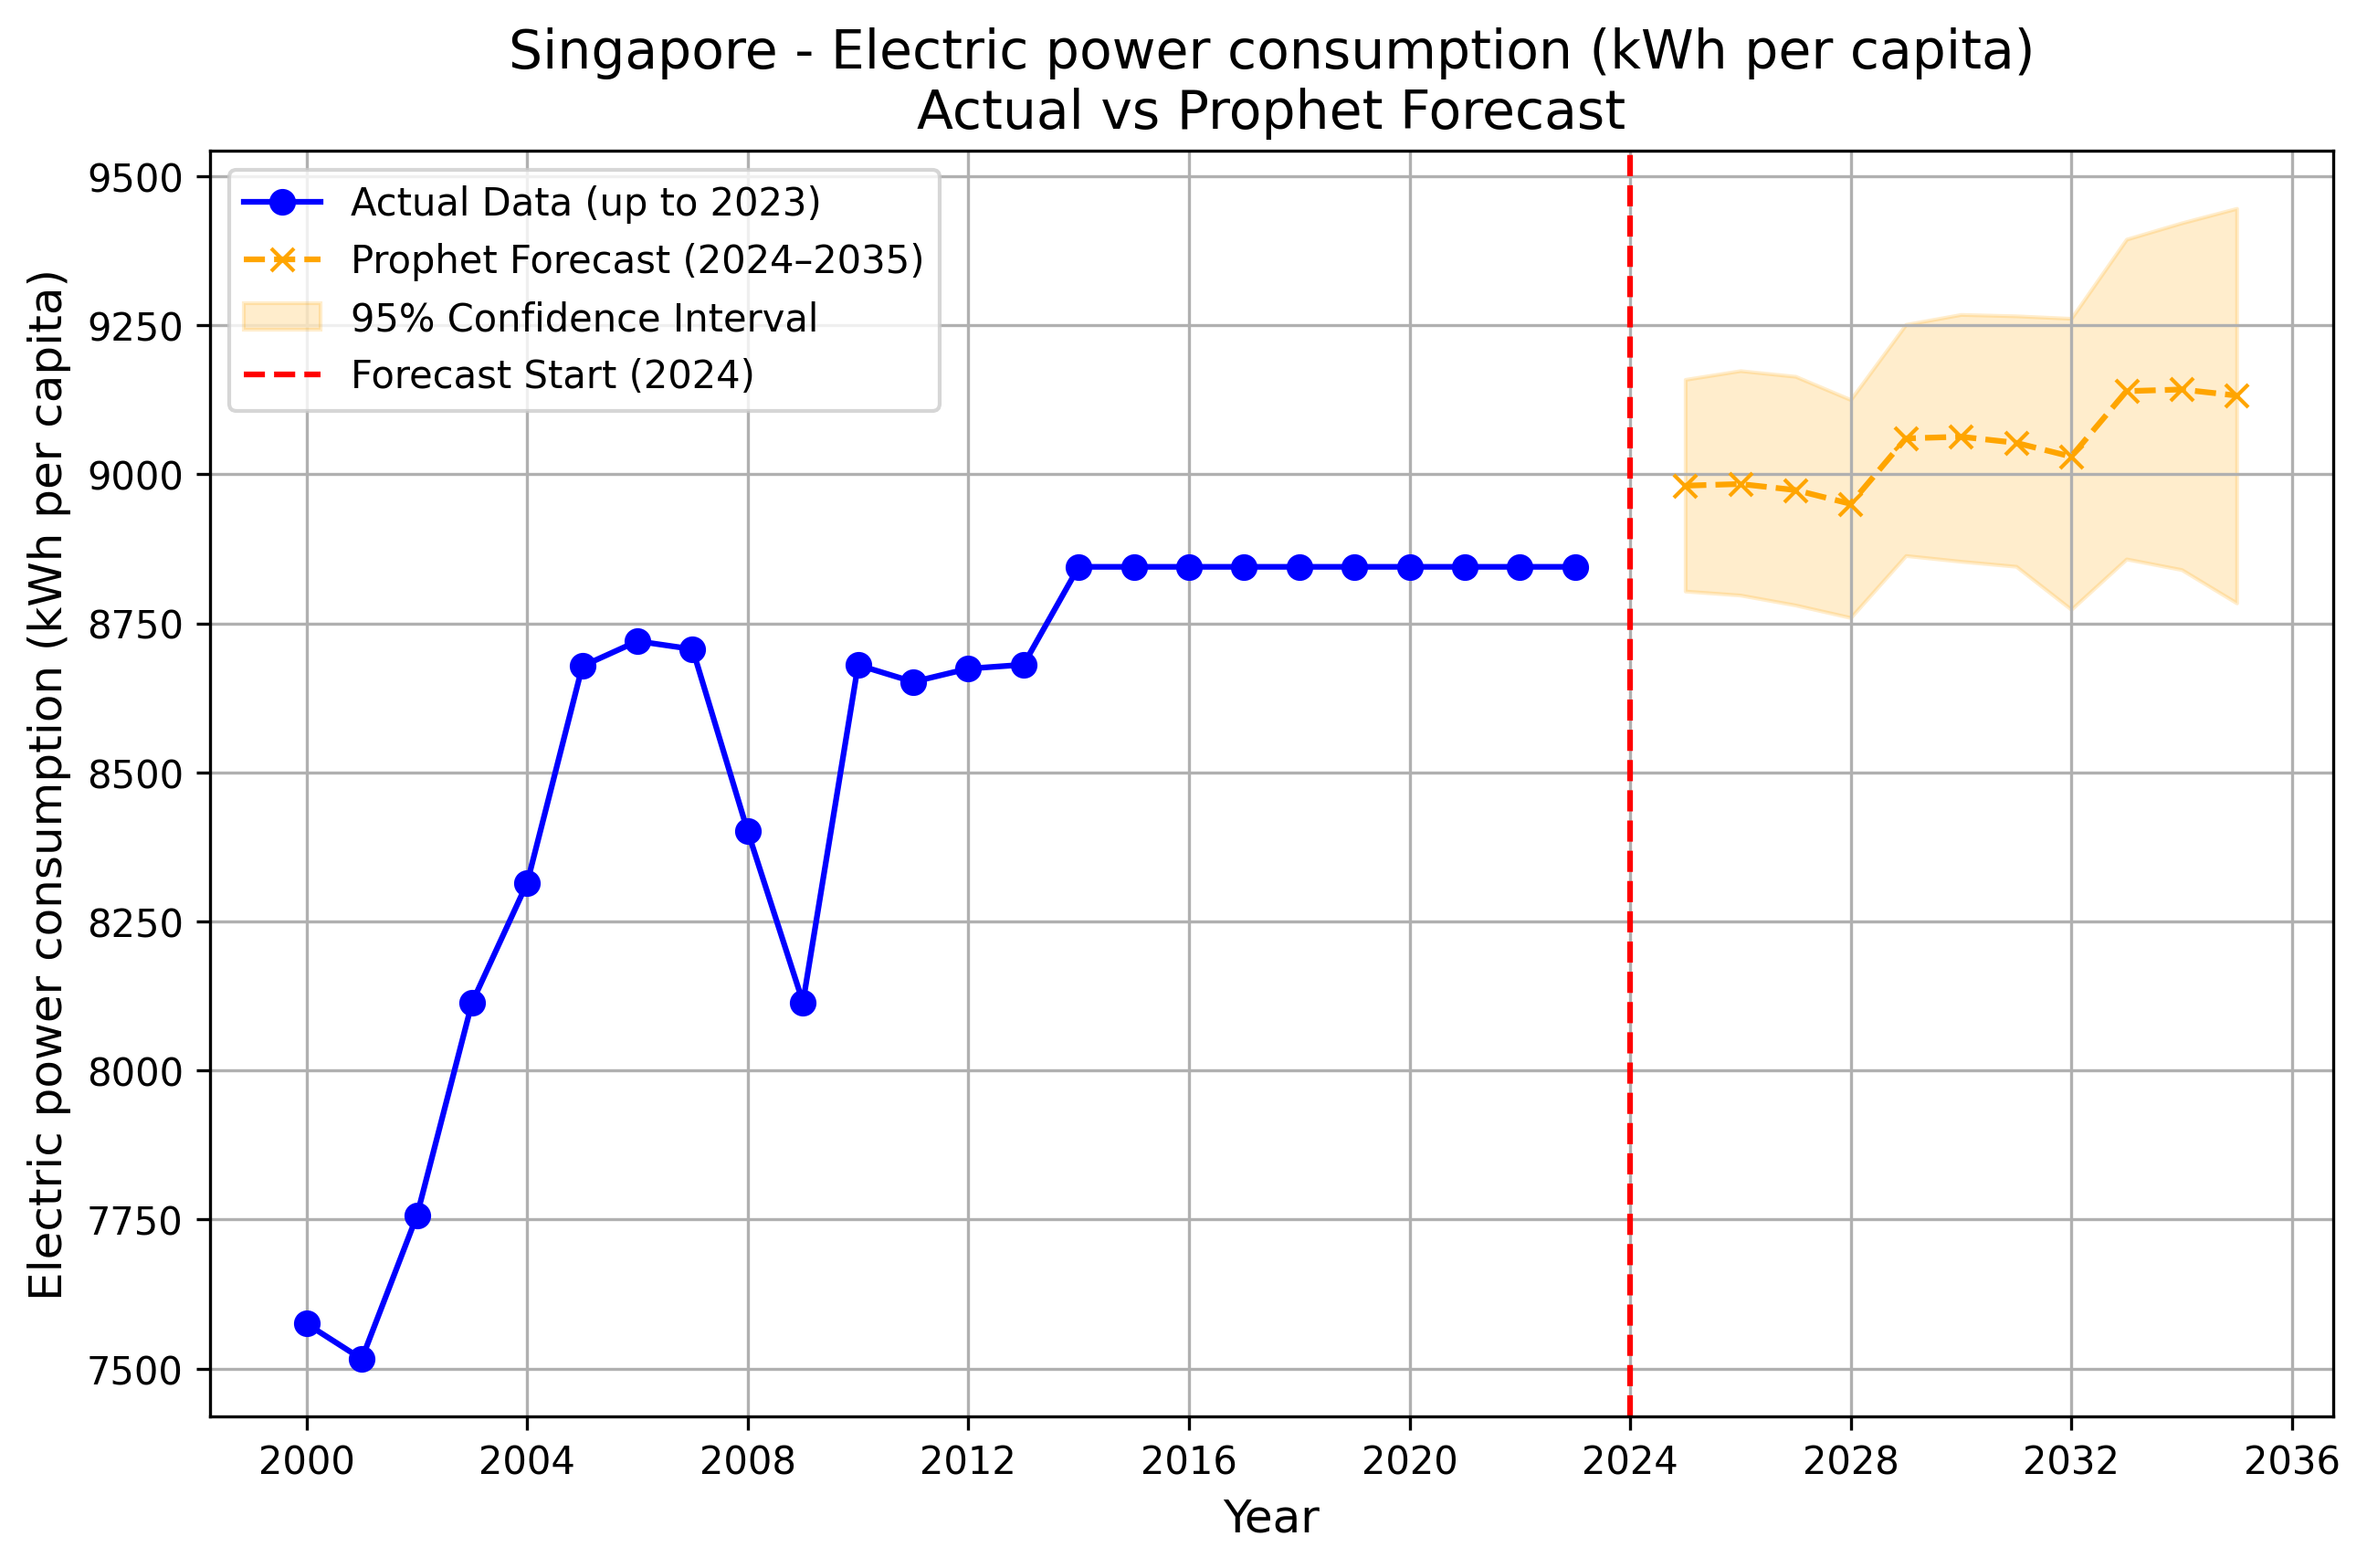 Singapore - Electric power consumption (kWh per capita)
Actual vs Prophet Forecast
Actual Data (up to 2023)
Prophet Forecast (2024–2035)
95% Confidence Interval
Forecast Start (2024)
Electric power consumption (kWh per capita)
9500
9250
9000
8750
8500
8250
8000
7750
7500
2000 2004 2008 2012 2016 2020 2024 2028 2032 2036
Year